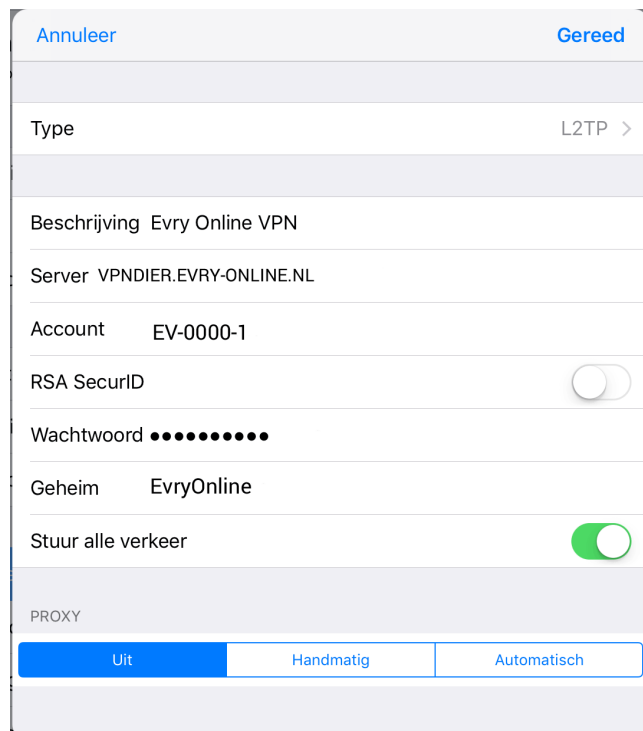 Annuleer Gereed
Type L2TP
Beschrijving Evry Online VPN
Server VPNDIER.EVRY-ONLINE.NL
Account EV-0000-1
RSA SecurID
Wachtwoord ●●●●●●●●●●
Geheim EvryOnline
Stuur alle verkeer
PROXY
Uit Handmatig Automatisch